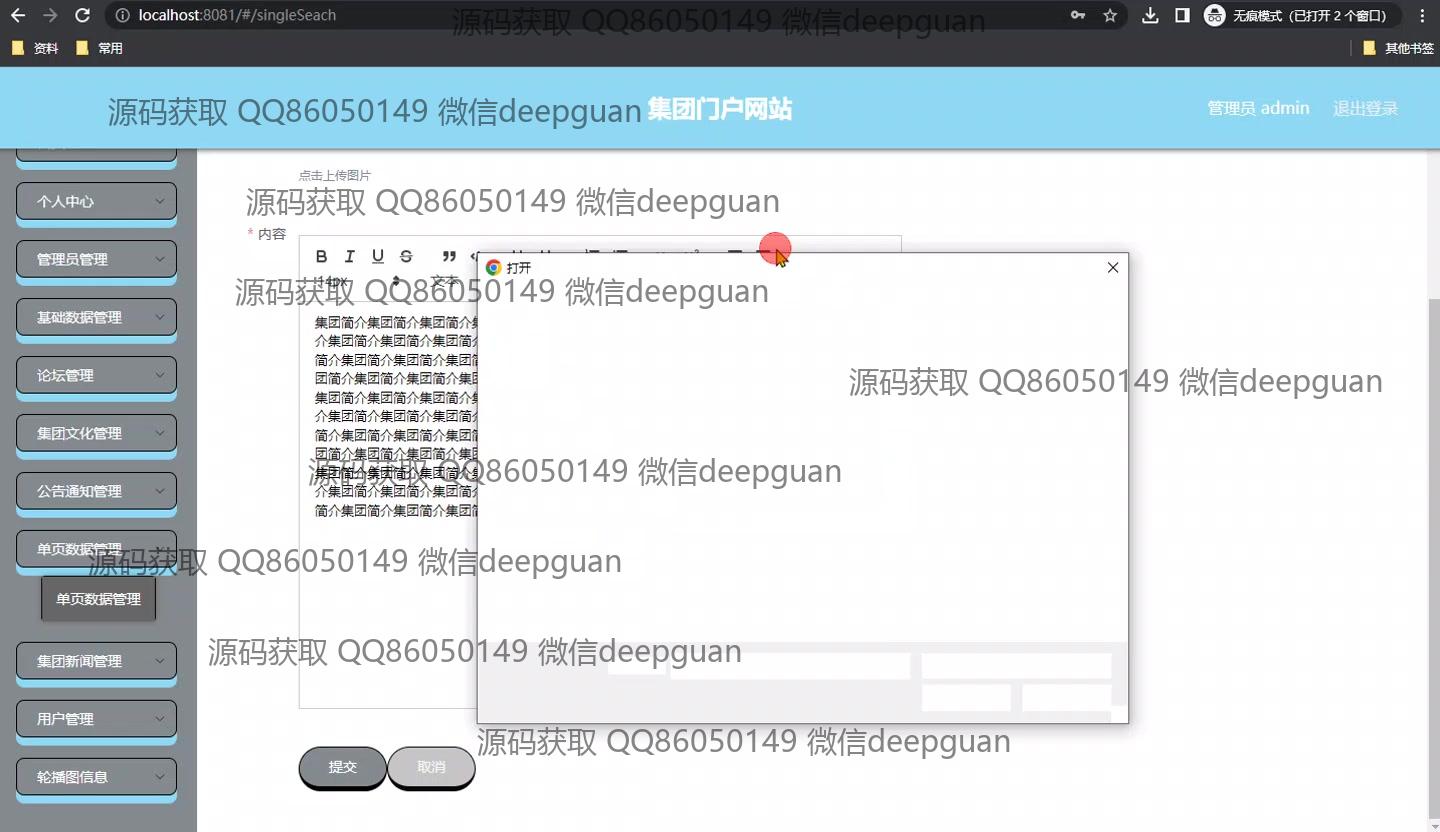 localhost:8081/#/singleSeach
无痕模式（已打开 2 个窗口）
资料
常用
其他书签
源码获取 QQ86050149 微信deepguan
源码获取 QQ86050149 微信deepguan
集团门户网站
管理员 admin
退出登录
点击上传图片
源码获取 QQ86050149 微信deepguan
个人中心
* 内容
管理员管理
B I U S
打开
14px
文本
源码获取 QQ86050149 微信deepguan
基础数据管理
集团简介集团简介集团简介
介集团简介集团简介集团简
简介集团简介集团简介集团
团简介集团简介集团简介
集团简介集团简介集团简介
介集团简介集团简介集团简
简介集团简介集团简介集团
团简介集团简介集团简介
集团简介集团简介集团简介
介集团简介集团简介集团简
简介集团简介集团简介集团
论坛管理
源码获取 QQ86050149 微信deepguan
集团文化管理
源码获取 QQ86050149 微信deepguan
公告通知管理
单页数据管理
源码获取 QQ86050149 微信deepguan
单页数据管理
集团新闻管理
源码获取 QQ86050149 微信deepguan
用户管理
源码获取 QQ86050149 微信deepguan
轮播图信息
提交
取消